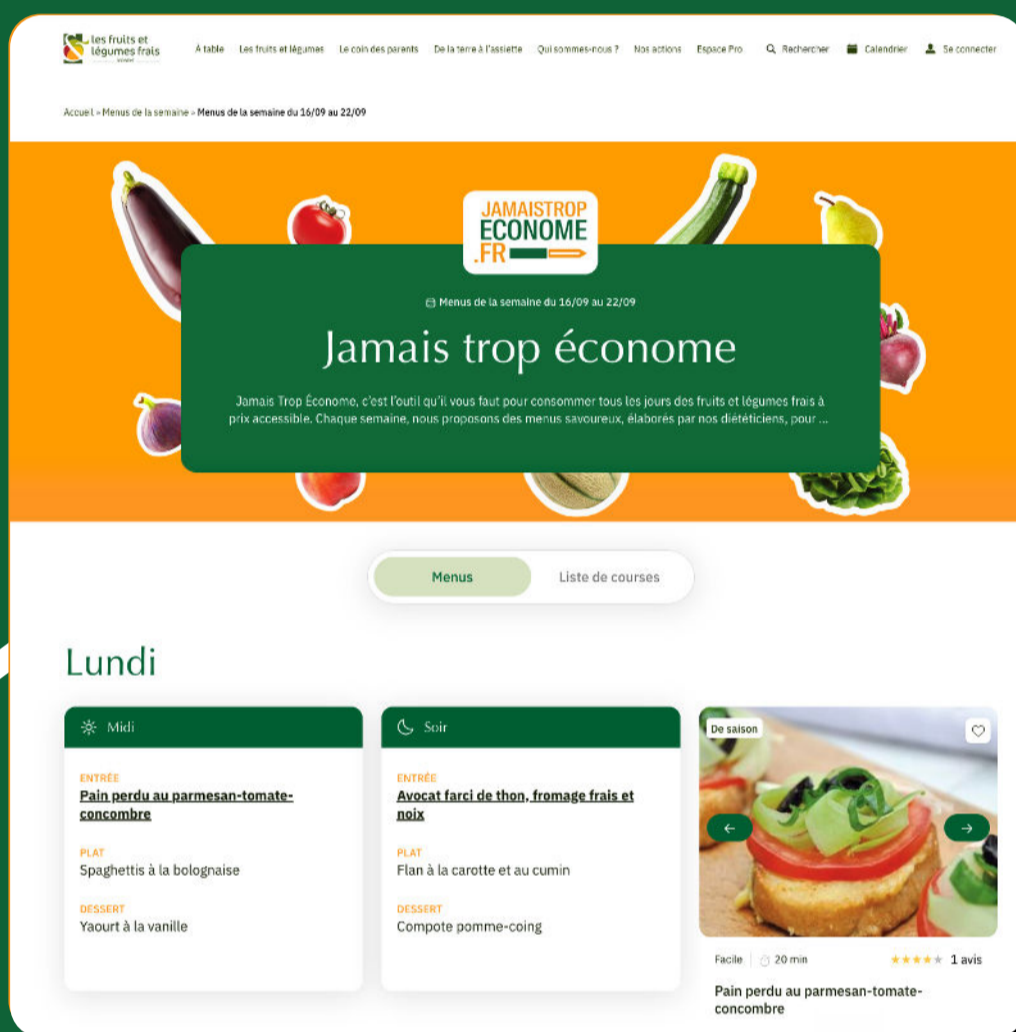 les fruits et
légumes frais
À table Les fruits et légumes Le coin des parents De la terre à l'assiette Qui sommes-nous ? Nos actions Espace Pro Rechercher Calendrier Se connecter
Accueil » Menus de la semaine » Menus de la semaine du 16/09 au 22/09
JAMAISTROP
ECONOME
.FR
Menus de la semaine du 16/09 au 22/09
Jamais trop économe
Jamais Trop Économe, c'est l'outil qu'il vous faut pour consommer tous les jours des fruits et légumes frais à
prix accessible. Chaque semaine, nous proposons des menus savoureux, élaborés par nos diététiciens, pour ...
Menus Liste de courses
Lundi
Midi
ENTRÉE
Pain perdu au parmesan-tomate-
concombre
PLAT
Spaghettis à la bolognaise
DESSERT
Yaourt à la vanille
Soir
ENTRÉE
Avocat farci de thon, fromage frais et
noix
PLAT
Flan à la carotte et au cumin
DESSERT
Compote pomme-coing
De saison
Facile 20 min 1 avis
Pain perdu au parmesan-tomate-
concombre